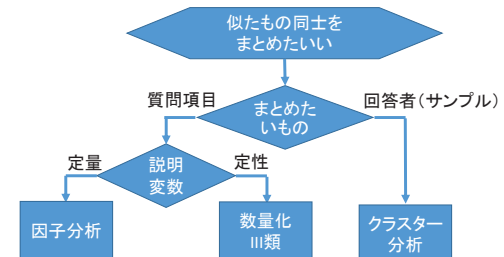 似たもの同士を
まとめたいい
質問項目
まとめた
いもの
回答者(サンプル)
定量
説明
変数
定性
因子分析
数量化
III類
クラスター
分析